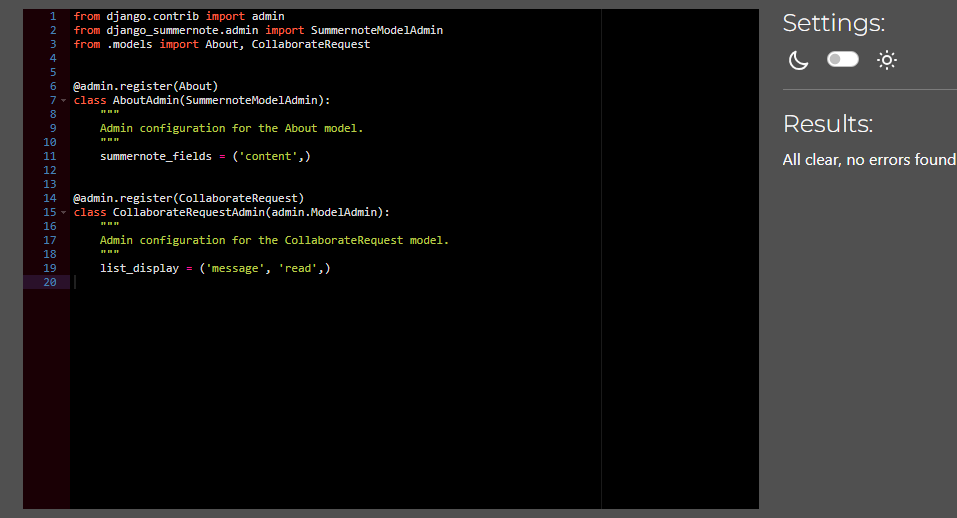 1 from django.contrib import admin
2 from django_summernote.admin import SummernoteModelAdmin
3 from .models import About, CollaborateRequest
4
5
6 @admin.register(About)
7 class AboutAdmin(SummernoteModelAdmin):
8     """
9     Admin configuration for the About model.
10     """
11     summernote_fields = ('content',)
12
13
14 @admin.register(CollaborateRequest)
15 class CollaborateRequestAdmin(admin.ModelAdmin):
16     """
17     Admin configuration for the CollaborateRequest model.
18     """
19     list_display = ('message', 'read',)
20
Settings:
Results:
All clear, no errors found